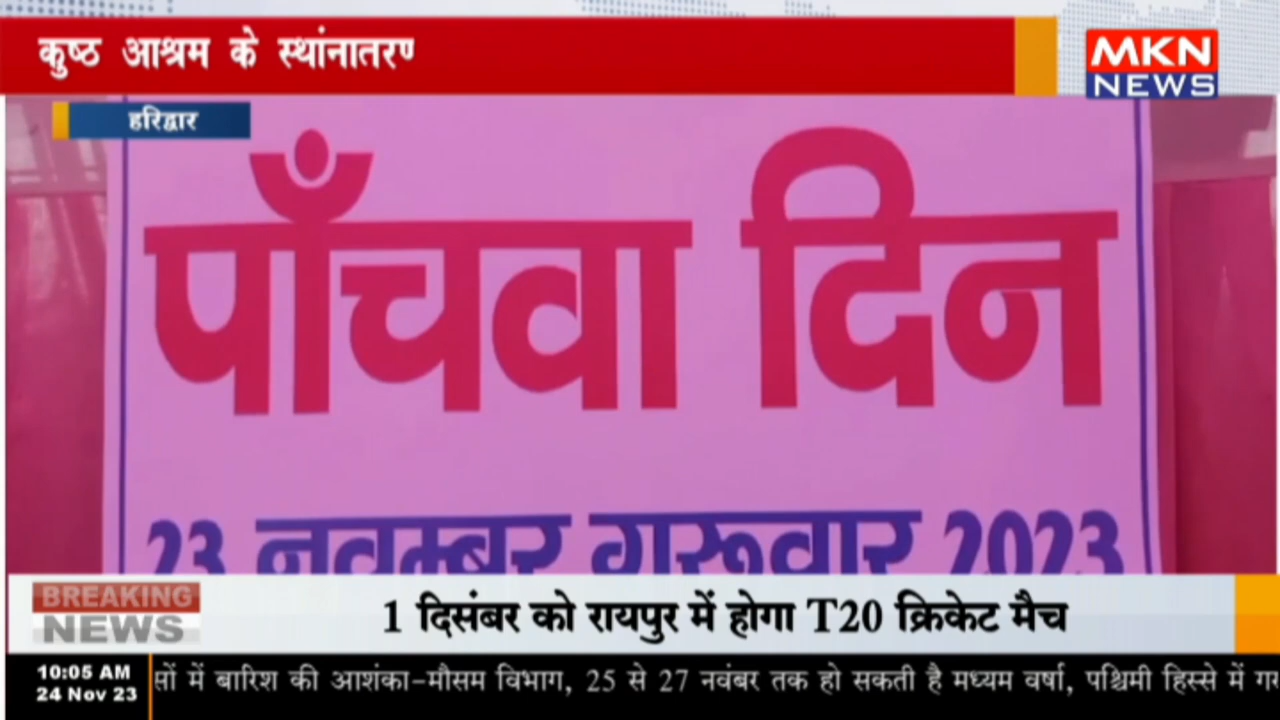 कुष्ठ आश्रम के स्थांनातरण
MKN
NEWS
हरिद्वार
पाँचवा दिन
23 नवम्बर गुरूवार 2023
BREAKING
NEWS
1 दिसंबर को रायपुर में होगा T20 क्रिकेट मैच
10:05 AM
24 Nov 23
सों में बारिश की आशंका-मौसम विभाग, 25 से 27 नवंबर तक हो सकती है मध्यम वर्षा, पश्चिमी हिस्से में